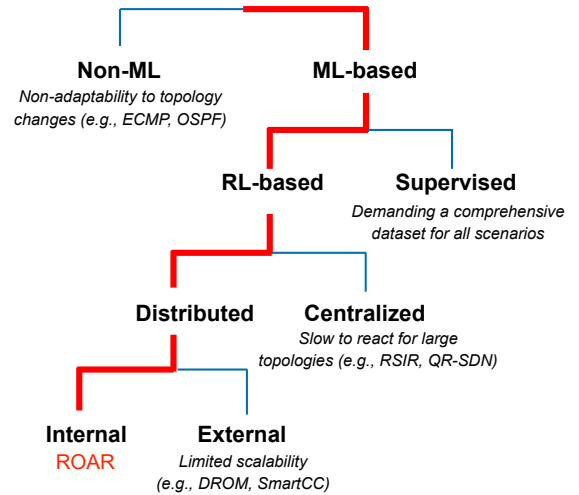 Non-ML
ML-based
Non-adaptability to topology
changes (e.g., ECMP, OSPF)
RL-based
Supervised
Demanding a comprehensive
dataset for all scenarios
Distributed
Centralized
Slow to react for large
topologies (e.g., RSIR, QR-SDN)
Internal
External
ROAR
Limited scalability
(e.g., DROM, SmartCC)